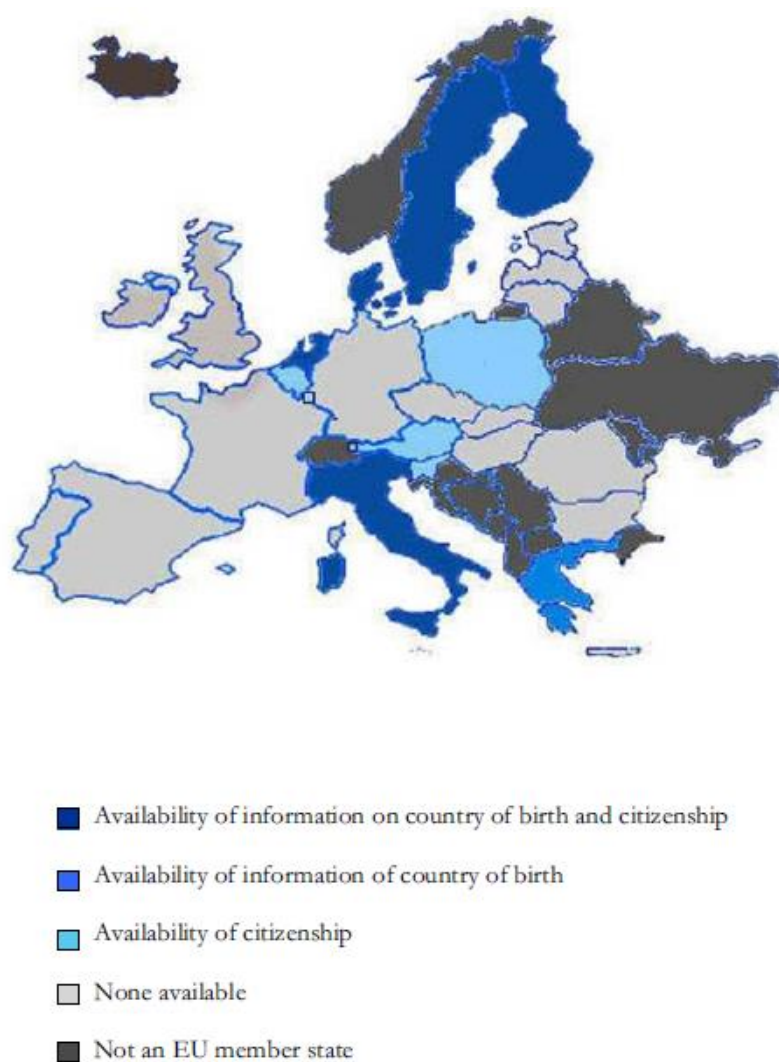 Availability of information on country of birth and citizenship
Availability of information of country of birth
Availability of citizenship
None available
Not an EU member state